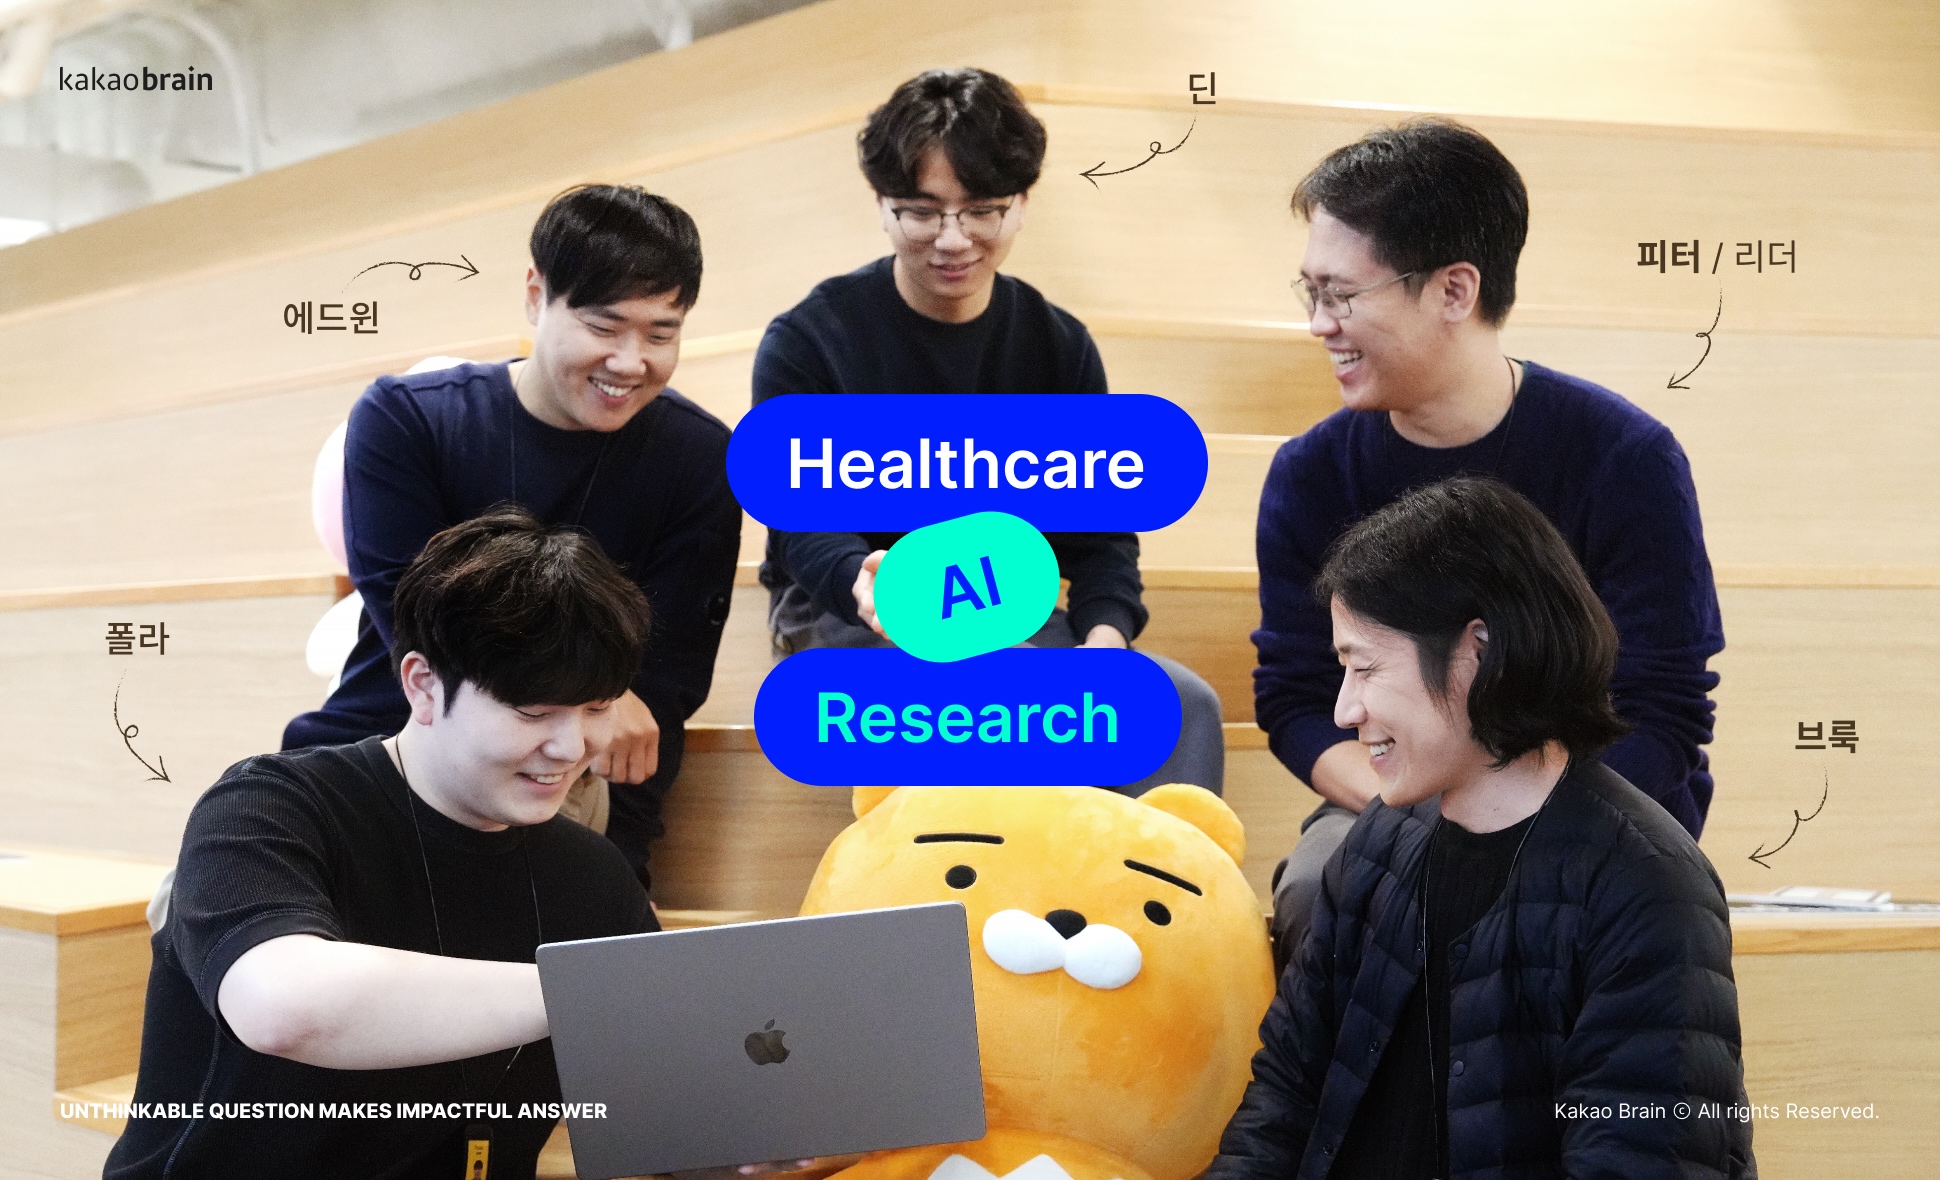 kakaobrain
딘
피터 / 리더
에드윈
Healthcare
AI
Research
폴라
브룩
UNTHINKABLE QUESTION MAKES IMPACTFUL ANSWER
Kakao Brain ⓒ All rights Reserved.